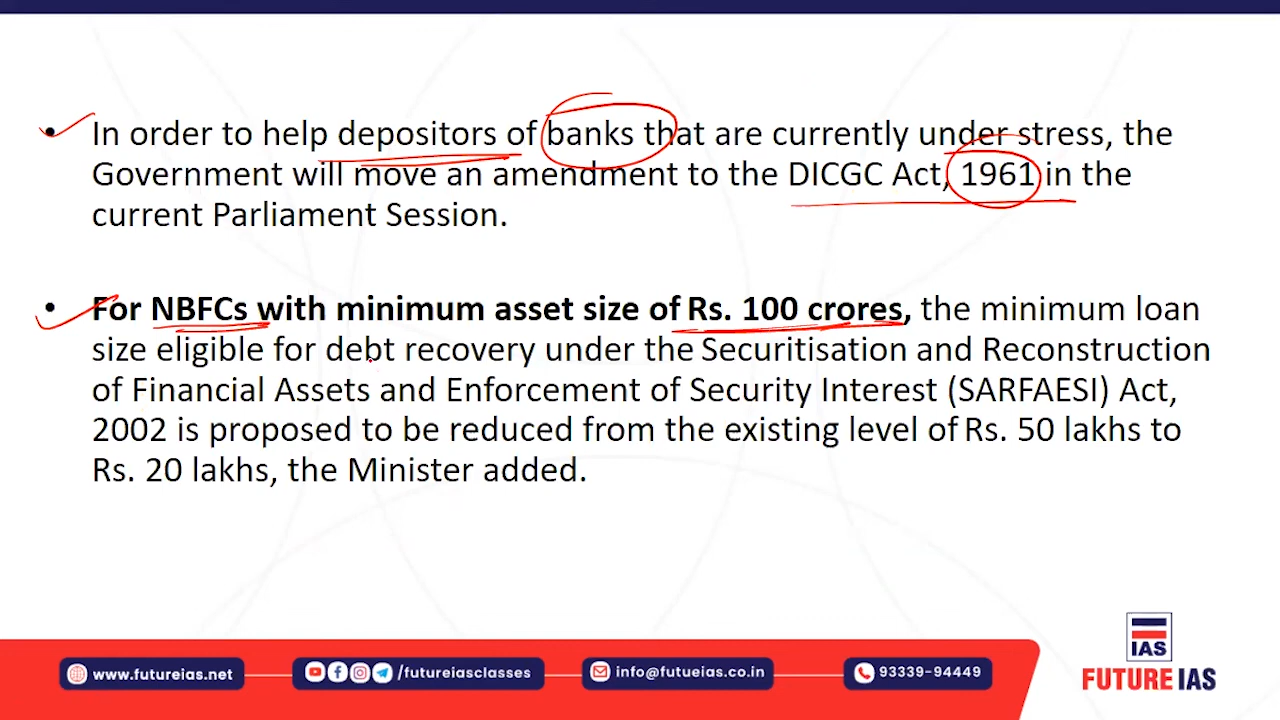 • In order to help depositors of banks that are currently under stress, the
Government will move an amendment to the DICGC Act, 1961 in the
current Parliament Session.
• For NBFCs with minimum asset size of Rs. 100 crores, the minimum loan
size eligible for debt recovery under the Securitisation and Reconstruction
of Financial Assets and Enforcement of Security Interest (SARFAESI) Act,
2002 is proposed to be reduced from the existing level of Rs. 50 lakhs to
Rs. 20 lakhs, the Minister added.
IAS
FUTURE IAS
www.futureias.net
/futureiasclasses
info@futueias.co.in
93339-94449